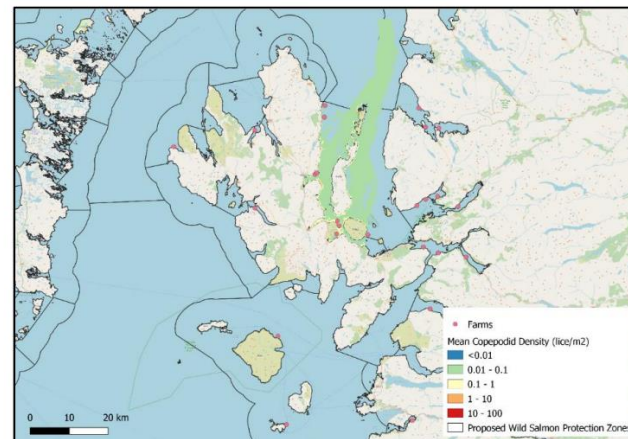 Farms
Mean Copepodid Density (lice/m2)
<0.01
0.01 - 0.1
0.1 - 1
1 - 10
10 - 100
Proposed Wild Salmon Protection Zones
0 10 20 km